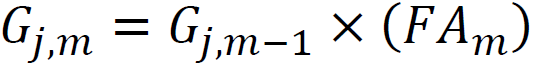 G_{j,m} = G_{j,m-1} × (FA_m)